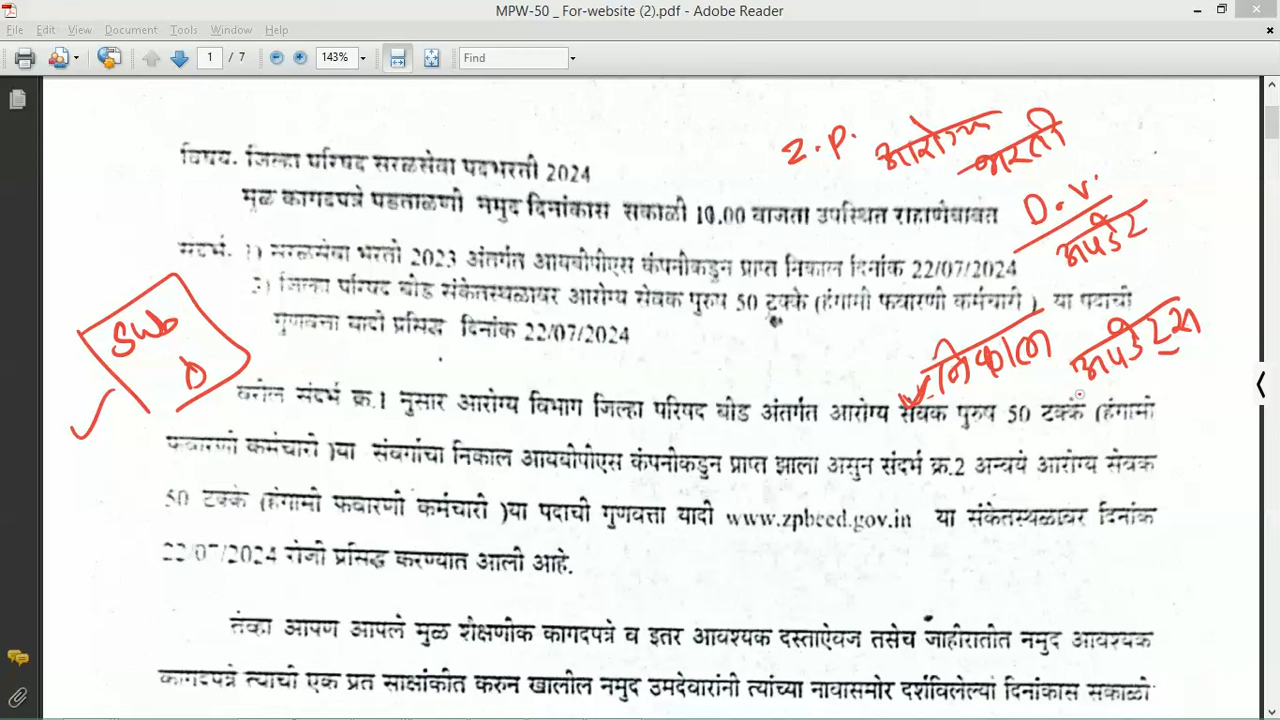 MPW-50 _ For-website (2).pdf - Adobe Reader
File Edit View Document Tools Window Help
1 / 7 143% Find
Z.P. आरोग्य भरती
D.V. अपडेट
विषय. जिल्हा परिषद सरळसेवा पदभरती 2024
मूळ कागदपत्रे पडताळणी नमुद दिनांकास सकाळी 10.00 वाजता उपस्थित राहाणेबाबत
संदर्भ. 1) सरळसेवा भरती 2023 अंतर्गत आयबीपीएस कंपनीकडुन प्राप्त निकाल दिनांक 22/07/2024
2) जिल्हा परिषद बीड संकेतस्थळावर आरोग्य सेवक पुरुष 50 टक्के (हंगामी फवारणी कर्मचारी ), या पदाची
गुणवत्ता यादी प्रसिद्ध दिनांक 22/07/2024
Sub
D
निकाल अपडेटस
वरील संदर्भ क्र.1 नुसार आरोग्य विभाग जिल्हा परिषद बीड अंतर्गत आरोग्य सेवक पुरुष 50 टक्के (हंगामी
फवारणी कर्मचारी )या संवर्गाचा निकाल आयबीपीएस कंपनीकडुन प्राप्त झाला असुन संदर्भ क्र.2 अन्वये आरोग्य सेवक
50 टक्के (हंगामी फवारणी कर्मचारी )या पदाची गुणवत्ता यादी www.zpbeed.gov.in या संकेतस्थळावर दिनांक
22/07/2024 रोजी प्रसिद्ध करण्यात आली आहे.
तेंव्हा आपण आपले मुळ शैक्षणीक कागदपत्रे व इतर आवश्यक दस्ताऐवज तसेच जाहीरातीत नमुद आवश्यक
कागदपत्रे त्याची एक प्रत साक्षांकीत करुन खालील नमुद उमदेवारांनी त्यांच्या नावासमोर दर्शविलेल्या दिनांकास सकाळी